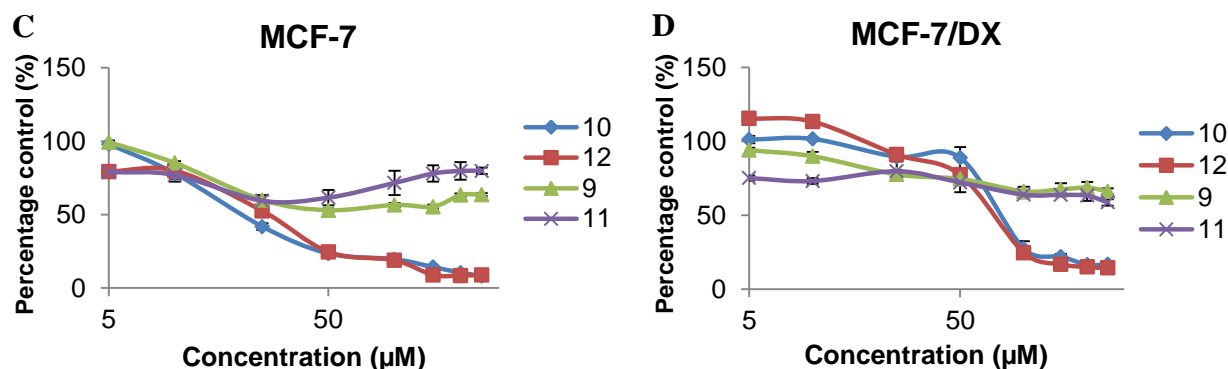 C
MCF-7
Percentage control (%)
150
100
50
0
5
50
Concentration (µM)
10
12
9
11
D
MCF-7/DX
Percentage control (%)
150
100
50
0
5
50
Concentration (µM)
10
12
9
11